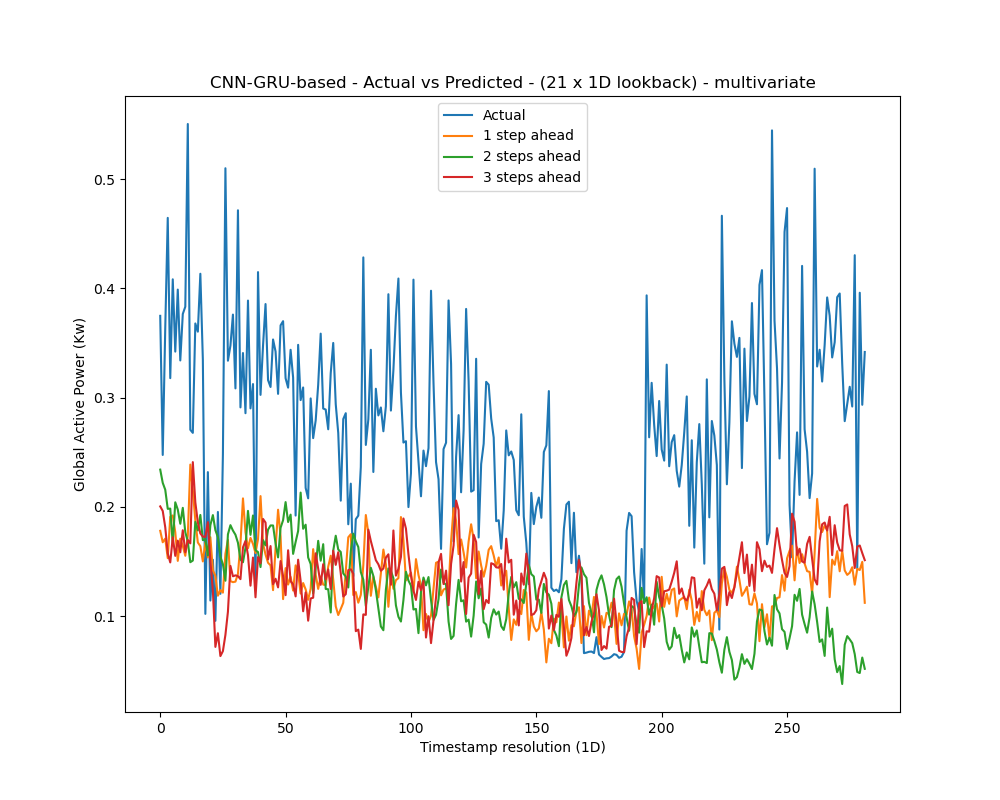 CNN-GRU-based - Actual vs Predicted - (21 x 1D lookback) - multivariate
Actual
1 step ahead
2 steps ahead
3 steps ahead
Global Active Power (Kw)
0.5
0.4
0.3
0.2
0.1
0 50 100 150 200 250
Timestamp resolution (1D)